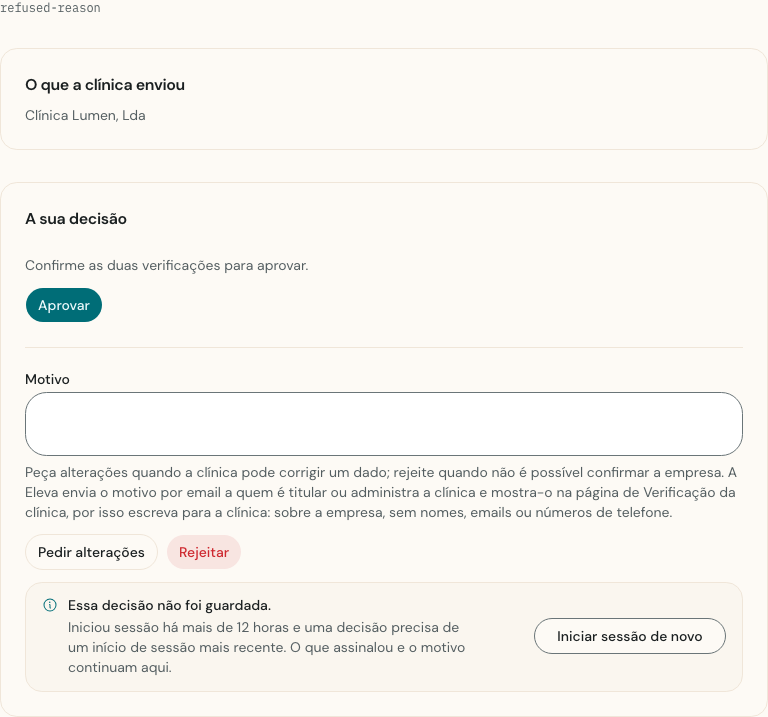 refused-reason
O que a clínica enviou
Clínica Lumen, Lda
A sua decisão
Confirme as duas verificações para aprovar.
Aprovar
Motivo
Peça alterações quando a clínica pode corrigir um dado; rejeite quando não é possível confirmar a empresa. A
Eleva envia o motivo por email a quem é titular ou administra a clínica e mostra-o na página de Verificação da
clínica, por isso escreva para a clínica: sobre a empresa, sem nomes, emails ou números de telefone.
Pedir alterações
Rejeitar
Essa decisão não foi guardada.
Iniciou sessão há mais de 12 horas e uma decisão precisa de
um início de sessão mais recente. O que assinalou e o motivo
continuam aqui.
Iniciar sessão de novo